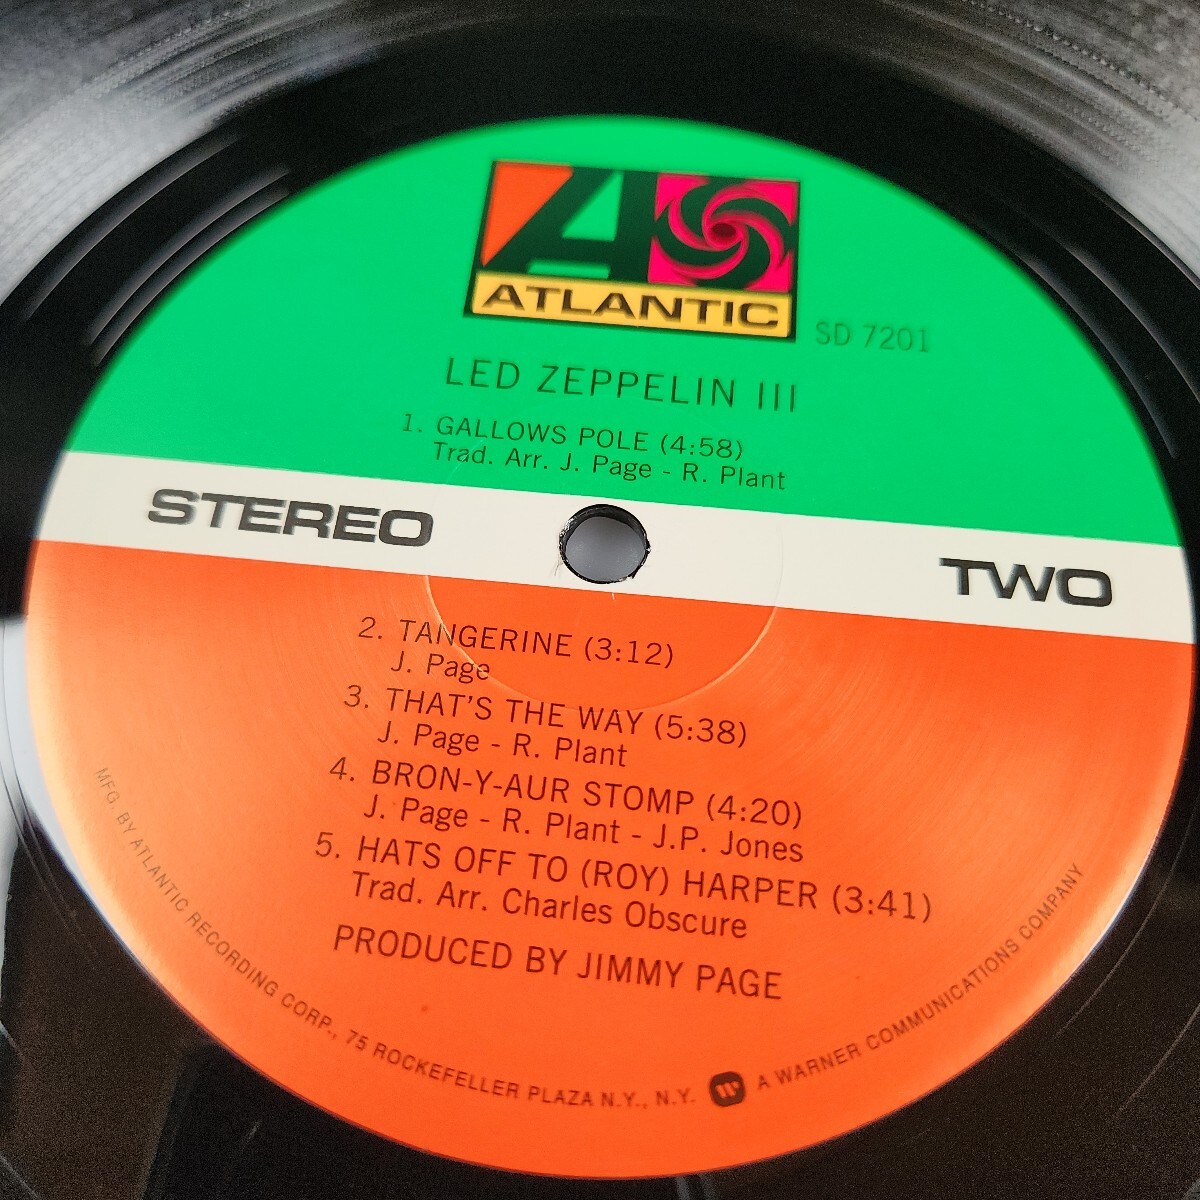 ATLANTIC
SD 7201
LED ZEPPELIN III
1. GALLOWS POLE (4:58)
Trad. Arr. J. Page - R. Plant
STEREO
TWO
2. TANGERINE (3:12)
J. Page
3. THAT'S THE WAY (5:38)
J. Page - R. Plant
4. BRON-Y-AUR STOMP (4:20)
J. Page - R. Plant - J.P. Jones
5. HATS OFF TO (ROY) HARPER (3:41)
Trad. Arr. Charles Obscure
PRODUCED BY JIMMY PAGE
MFG. BY ATLANTIC RECORDING CORP., 75 ROCKEFELLER PLAZA N.Y., N.Y. A WARNER COMMUNICATIONS COMPANY